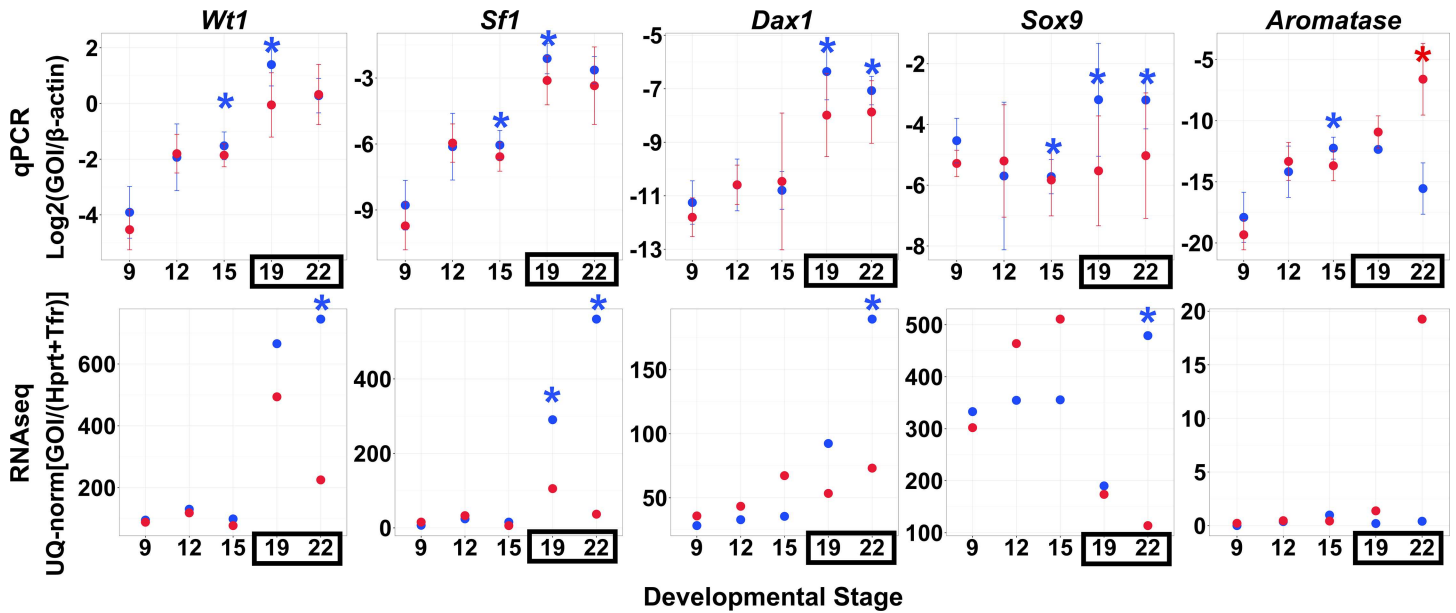 Wt1 Sf1 Dax1 Sox9 Aromatase
qPCR
Log2(GOI/β-actin)
2
0
-2
-4
9 12 15 19 22
-3
-6
-9
9 12 15 19 22
-5
-7
-9
-11
-13
9 12 15 19 22
-2
-4
-6
-8
9 12 15 19 22
-5
-10
-15
-20
9 12 15 19 22
RNAseq
UQ-norm[GOI/(Hprt+Tfr)]
600
400
200
9 12 15 19 22
400
200
0
9 12 15 19 22
150
100
50
9 12 15 19 22
500
400
300
200
100
9 12 15 19 22
20
15
10
5
0
9 12 15 19 22
Developmental Stage